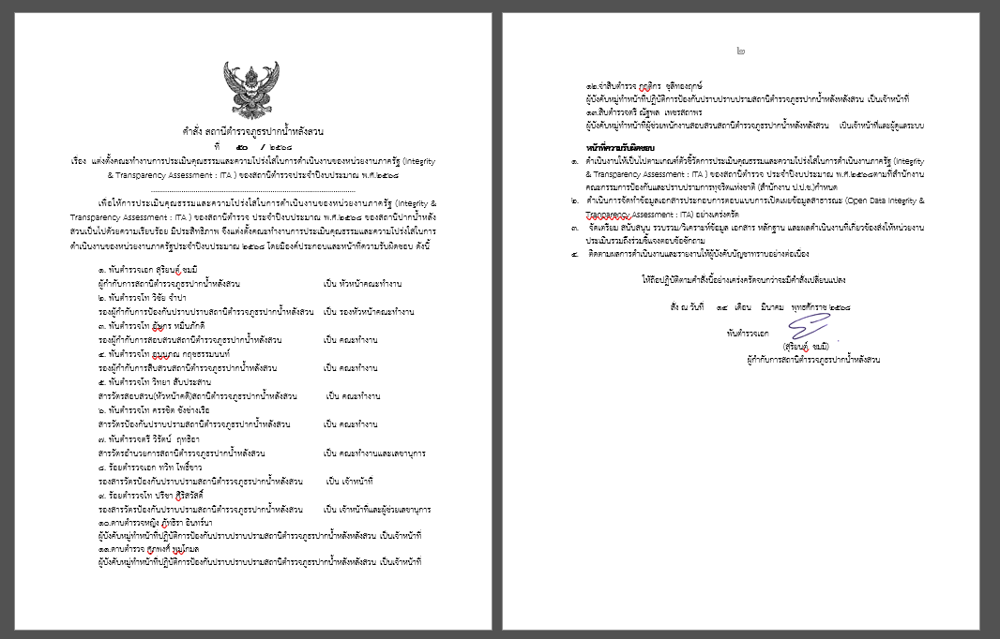 คำสั่ง สถานีตำรวจภูธรปากน้ำหลังสวน
ที่ ๕๐ / ๒๕๖๘
เรื่อง แต่งตั้งคณะทำงานการประเมินคุณธรรมและความโปร่งใสในการดำเนินงานของหน่วยงานภาครัฐ (Integrity
& Transparency Assessment : ITA ) ของสถานีตำรวจประจำปีงบประมาณ พ.ศ.๒๕๖๘
เพื่อให้การประเมินคุณธรรมและความโปร่งใสในการดำเนินงานของหน่วยงานภาครัฐ (Integrity &
Transparency Assessment : ITA ) ของสถานีตำรวจ ประจำปีงบประมาณ พ.ศ.๒๕๖๘ ของสถานีปากน้ำหลัง
สวนเป็นไปด้วยความเรียบร้อย มีประสิทธิภาพ จึงแต่งตั้งคณะทำงานการประเมินคุณธรรมและความโปร่งใสในการ
ดำเนินงานของหน่วยงานภาครัฐประจำปีงบประมาณ ๒๕๖๘ โดยมีองค์ประกอบและหน้าที่ความรับผิดชอบ ดังนี้
๑. พันตำรวจเอก สุริยนต์ ชมมี
ผู้กำกับการสถานีตำรวจภูธรปากน้ำหลังสวน เป็น หัวหน้าคณะทำงาน
๒. พันตำรวจโท วิชัย จำปา
รองผู้กำกับการป้องกันปราบปราบสถานีตำรวจภูธรปากน้ำหลังสวน เป็น รองหัวหน้าคณะทำงาน
๓. พันตำรวจโท อัษกร หมื่นภักดี
รองผู้กำกับการสอบสวนสถานีตำรวจภูธรปากน้ำหลังสวน เป็น คณะทำงาน
๔. พันตำรวจโท กฤชธรรมนนท์
รองผู้กำกับการสืบสวนสถานีตำรวจภูธรปากน้ำหลังสวน เป็น คณะทำงาน
๕. พันตำรวจโท วิทยา สับประสาน
สารวัตรสอบสวน(หัวหน้าคดี)สถานีตำรวจภูธรปากน้ำหลังสวน เป็น คณะทำงาน
๖. พันตำรวจโท ครรชิต ขังช่างเรือ
สารวัตรป้องกันปราบปรามสถานีตำรวจภูธรปากน้ำหลังสวน เป็น คณะทำงาน
๗. พันตำรวจตรี วิรัตน์ ฤทธิอา
สารวัตรอำนวยการสถานีตำรวจภูธรปากน้ำหลังสวน เป็น คณะทำงานและเลขานุการ
๘. ร้อยตำรวจเอก ทวิท โพธิ์ขาว
รองสารวัตรป้องกันปราบปรามสถานีตำรวจภูธรปากน้ำหลังสวน เป็น เจ้าหน้าที่
๙. ร้อยตำรวจโท ปรีชา ศิริสวัสดิ์
รองสารวัตรป้องกันปราบปรามสถานีตำรวจภูธรปากน้ำหลังสวน เป็น เจ้าหน้าที่และผู้ช่วยเลขานุการ
๑๐.ดาบตำรวจหญิง ภัทธิรา อินทร์นา
ผู้บังคับหมู่ทำหน้าที่ปฏิบัติการป้องกันปราบปราบปรามสถานีตำรวจภูธรปากน้ำหลังหลังสวน เป็นเจ้าหน้าที่
๑๑.ดาบตำรวจ ศุภพงศ์ พุมโกมล
ผู้บังคับหมู่ทำหน้าที่ปฏิบัติการป้องกันปราบปราบปรามสถานีตำรวจภูธรปากน้ำหลังหลังสวน เป็นเจ้าหน้าที่
๒
๑๒.จ่าสิบตำรวจ กฤติกร ชุลีทองฤกษ์
ผู้บังคับหมู่ทำหน้าที่ปฏิบัติการป้องกันปราบปราบปรามสถานีตำรวจภูธรปากน้ำหลังหลังสวน เป็นเจ้าหน้าที่
๑๓.สิบตำรวจตรี ณัฐพล เพชรสถาพร
ผู้บังคับหมู่ทำหน้าที่ผู้ช่วยพนักงานสอบสวนสถานีตำรวจภูธรปากน้ำหลังหลังสวน เป็นเจ้าหน้าที่และผู้ดูแลระบบ
หน้าที่ความรับผิดชอบ
๑. ดำเนินงานให้เป็นไปตามเกณฑ์ตัวชี้วัดการประเมินคุณธรรมและความโปร่งใสในการดำเนินงานภาครัฐ (Integrity
& Transparency Assessment : ITA ) ของสถานีตำรวจ ประจำปีงบประมาณ พ.ศ.๒๕๖๘ตามที่สำนักงาน
คณะกรรมการป้องกันและปราบปรามการทุจริตแห่งชาติ (สำนักงาน ป.ป.ช.)กำหนด
๒. ดำเนินการจัดทำข้อมูลเอกสารประกอบการตอบแบบการเปิดเผยข้อมูลสาธารณะ (Open Data Integrity &
Tranparency Assessment : ITA) อย่างเคร่งครัด
๓. จัดเตรียม สนับสนุน รวบรวม/วิเคราะห์ข้อมูล เอกสาร หลักฐาน และผลดำเนินงานที่เกี่ยวข้องส่งให้หน่วยงาน
ประเมินรวมถึงร่วมชี้แจงตอบข้อซักถาม
๔. ติดตามผลการดำเนินงานและรายงานให้ผู้บังคับบัญชาทราบอย่างต่อเนื่อง
ให้ถือปฏิบัติตามคำสั่งนี้อย่างเคร่งครัดจนกว่าจะมีคำสั่งเปลี่ยนแปลง
สั่ง ณ วันที่ ๑๔ เดือน มีนาคม พุทธศักราช ๒๕๖๘
พันตำรวจเอก
(สุริยนต์ ชมมี)
ผู้กำกับการสถานีตำรวจภูธรปากน้ำหลังสวน